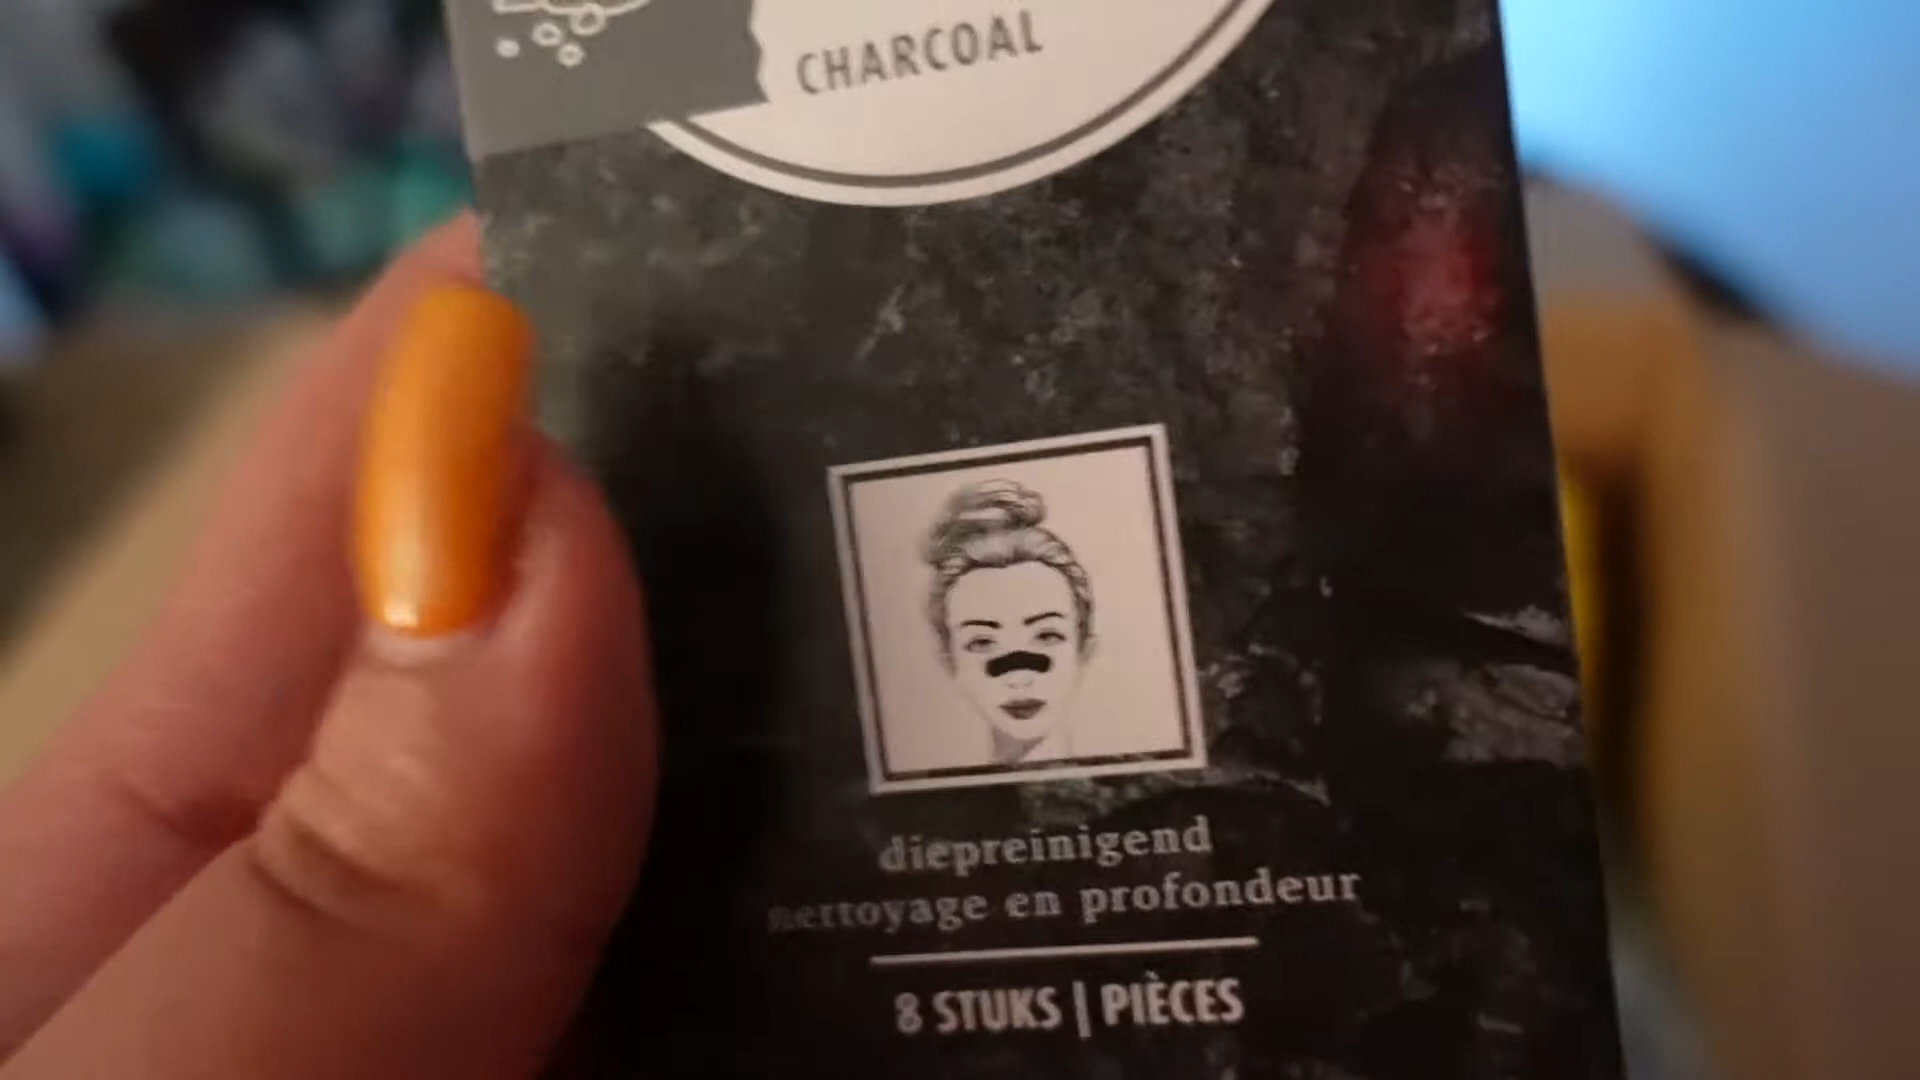 CHARCOAL
diepreinigend
nettoyage en profondeur
8 STUKS | PIÈCES